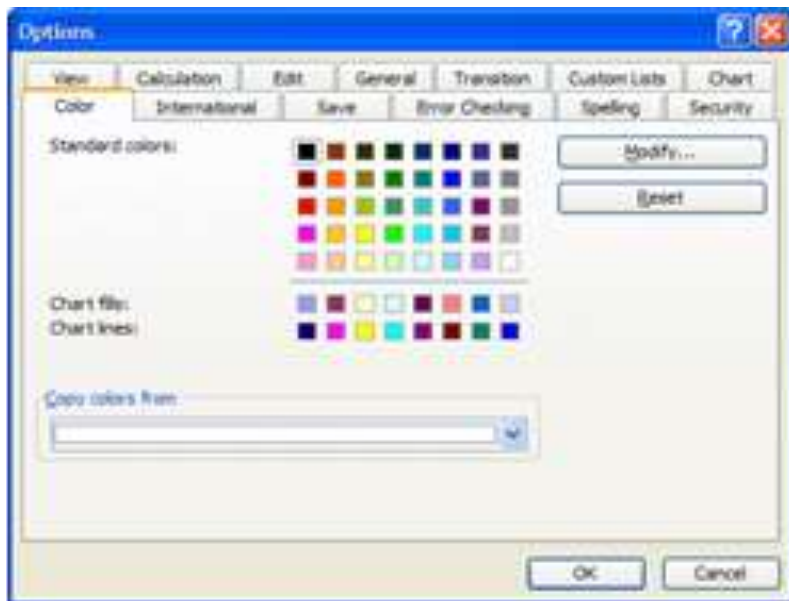 Options
View Calculation Edit General Transition Custom Lists Chart
Color International Save Error Checking Spelling Security
Standard colors:
Modify...
Reset
Chart fills:
Chart lines:
Copy colors from
OK Cancel